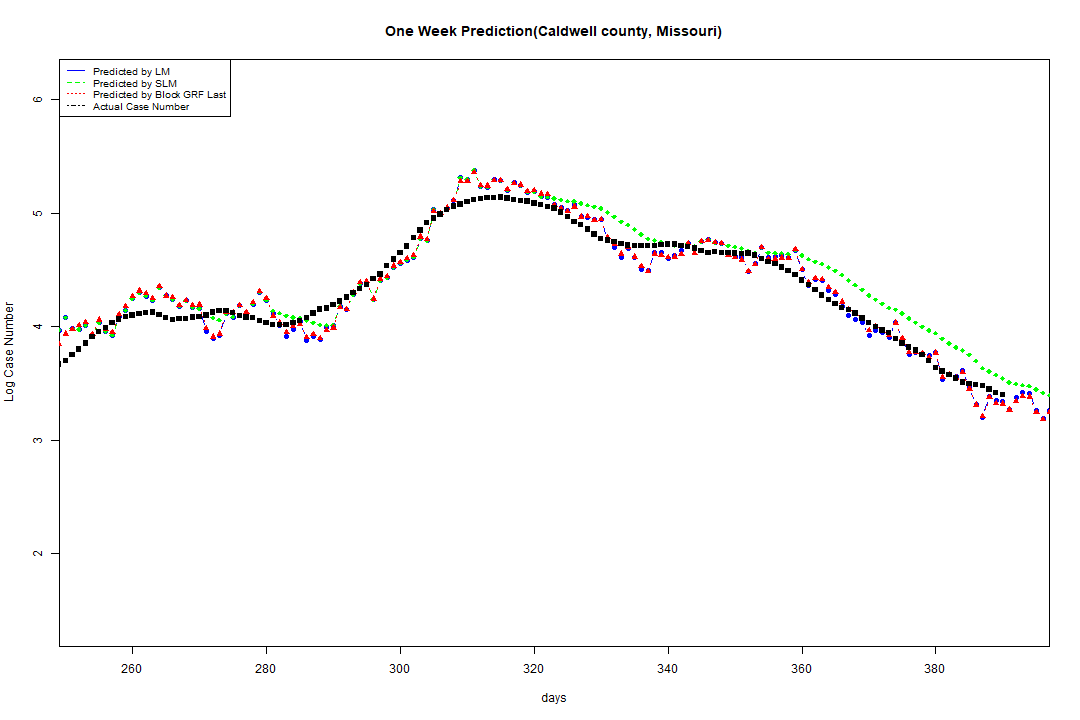 One Week Prediction(Caldwell county, Missouri)
Predicted by LM
Predicted by SLM
Predicted by Block GRF Last
Actual Case Number
6
5
4
3
2
Log Case Number
260 280 300 320 340 360 380
days